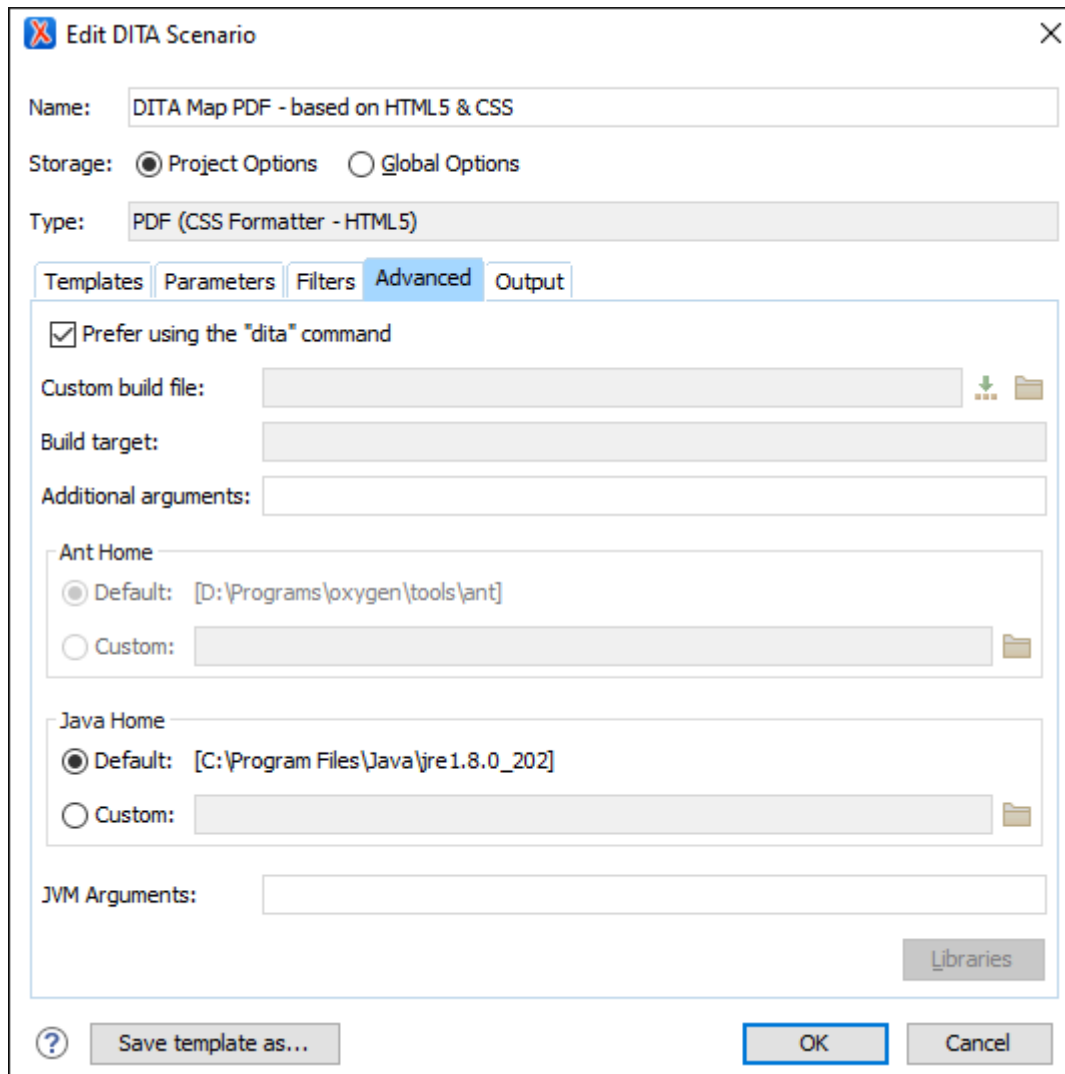 Edit DITA Scenario
Name: DITA Map PDF - based on HTML5 & CSS
Storage: Project Options Global Options
Type: PDF (CSS Formatter - HTML5)
Templates Parameters Filters Advanced Output
Prefer using the "dita" command
Custom build file:
Build target:
Additional arguments:
Ant Home
Default: [D:\Programs\oxygen\tools\ant]
Custom:
Java Home
Default: [C:\Program Files\Java\jre1.8.0_202]
Custom:
JVM Arguments:
Libraries
? Save template as... OK Cancel